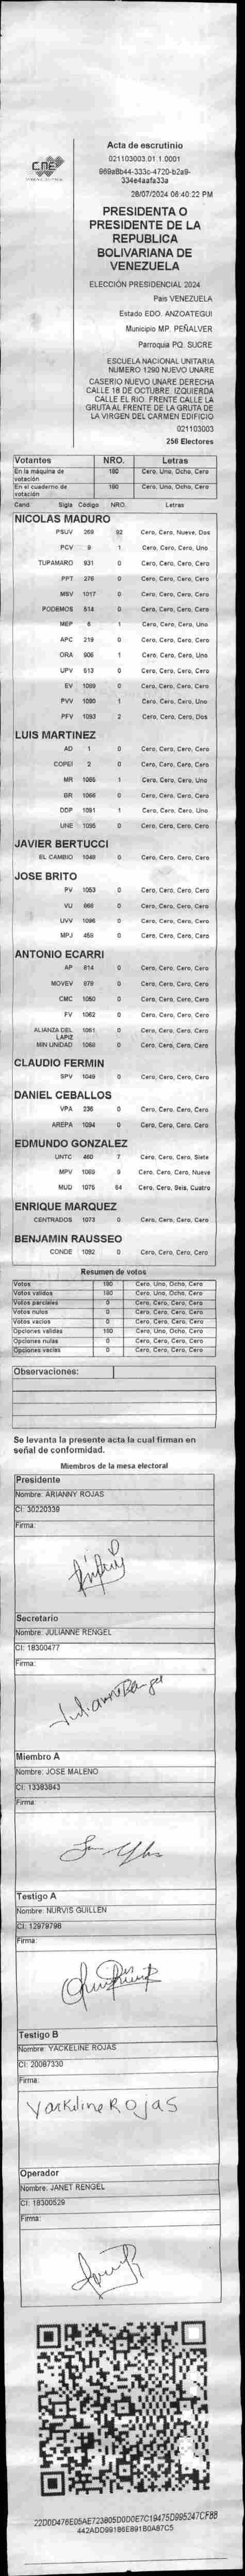 CNE
Acta de escrutinio
021103003.01.1.0001
28/07/2024 06:40:22 PM
PRESIDENTA O
PRESIDENTE DE LA
REPUBLICA
BOLIVARIANA DE
VENEZUELA
ELECCIÓN PRESIDENCIAL 2024
Pais VENEZUELA
Estado EDO. ANZOATEGUI
Municipio MP. PEÑALVER
Parroquia PQ. SUCRE
ESCUELA NACIONAL UNITARIA
NUMERO 1290 NUEVO UNARE
CASERIO NUEVO UNARE DERECHA
CALLE 18 DE OCTUBRE. IZQUIERDA
CALLE EL RIO. FRENTE CALLE LA
GRUTA AL FRENTE DE LA GRUTA DE
LA VIRGEN DEL CARMEN EDIFICIO
021103003
256 Electores
Votantes NRO. Letras
En la máquina de votación 180 Cero, Uno, Ocho, Cero
En el cuaderno de votación 180 Cero, Uno, Ocho, Cero
Cand. Sigla Código NRO. Letras
NICOLAS MADURO
PSUV 269 92 Cero, Cero, Nueve, Dos
PCV 9 1 Cero, Cero, Cero, Uno
TUPAMARO 931 0 Cero, Cero, Cero, Cero
PPT 276 0 Cero, Cero, Cero, Cero
MSV 1017 0 Cero, Cero, Cero, Cero
PODEMOS 514 0 Cero, Cero, Cero, Cero
MEP 6 1 Cero, Cero, Cero, Uno
APC 219 0 Cero, Cero, Cero, Cero
ORA 906 1 Cero, Cero, Cero, Uno
UPV 613 0 Cero, Cero, Cero, Cero
EV 1089 0 Cero, Cero, Cero, Cero
PVV 1090 1 Cero, Cero, Cero, Uno
PFV 1093 2 Cero, Cero, Cero, Dos
LUIS MARTINEZ
AD 1 0 Cero, Cero, Cero, Cero
COPEI 2 0 Cero, Cero, Cero, Cero
MR 1065 1 Cero, Cero, Cero, Uno
BR 1066 0 Cero, Cero, Cero, Cero
DDP 1091 1 Cero, Cero, Cero, Uno
UNE 1095 0 Cero, Cero, Cero, Cero
JAVIER BERTUCCI
EL CAMBIO 1048 0 Cero, Cero, Cero, Cero
JOSE BRITO
PV 1053 0 Cero, Cero, Cero, Cero
VU 868 0 Cero, Cero, Cero, Cero
UVV 1096 0 Cero, Cero, Cero, Cero
MPJ 458 0 Cero, Cero, Cero, Cero
ANTONIO ECARRI
AP 814 0 Cero, Cero, Cero, Cero
MOVEV 879 0 Cero, Cero, Cero, Cero
CMC 1050 0 Cero, Cero, Cero, Cero
FV 1062 0 Cero, Cero, Cero, Cero
ALIANZA DEL LAPIZ 1061 0 Cero, Cero, Cero, Cero
MIN UNIDAD 1068 0 Cero, Cero, Cero, Cero
CLAUDIO FERMIN
SPV 1049 0 Cero, Cero, Cero, Cero
DANIEL CEBALLOS
VPA 236 0 Cero, Cero, Cero, Cero
AREPA 1094 0 Cero, Cero, Cero, Cero
EDMUNDO GONZALEZ
UNTC 460 7 Cero, Cero, Cero, Siete
MPV 1069 9 Cero, Cero, Cero, Nueve
MUD 1075 64 Cero, Cero, Seis, Cuatro
ENRIQUE MARQUEZ
CENTRADOS 1073 0 Cero, Cero, Cero, Cero
BENJAMIN RAUSSEO
CONDE 1092 0 Cero, Cero, Cero, Cero
Resumen de votos
Votos 180 Cero, Uno, Ocho, Cero
Votos validos 180 Cero, Uno, Ocho, Cero
Votos parciales 0 Cero, Cero, Cero, Cero
Votos nulos 0 Cero, Cero, Cero, Cero
Votos vacios 0 Cero, Cero, Cero, Cero
Opciones validas 180 Cero, Uno, Ocho, Cero
Opciones nulas 0 Cero, Cero, Cero, Cero
Opciones vacias 0 Cero, Cero, Cero, Cero
Observaciones:
Se levanta la presente acta la cual firman en
señal de conformidad.
Miembros de la mesa electoral
Presidente
Nombre: ARIANNY ROJAS
CI: 30220339
Firma:
Secretario
Nombre: JULIANNE RENGEL
CI: 18300477
Firma:
Julianne Rengel
Miembro A
Nombre: JOSE MALENO
CI: 13383843
Firma:
Testigo A
Nombre: NURVIS GUILLEN
CI: 12979798
Firma:
Testigo B
Nombre: YACKELINE ROJAS
CI: 20087330
Firma:
Yackeline Rojas
Operador
Nombre: JANET RENGEL
CI: 18300529
Firma: